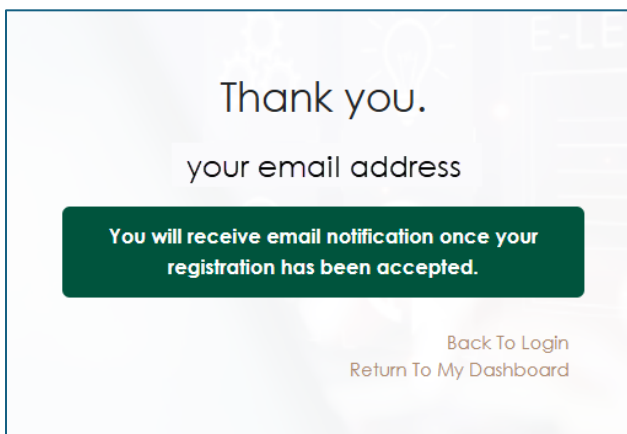 E-LE
Thank you.
your email address
You will receive email notification once your
registration has been accepted.
Back To Login
Return To My Dashboard